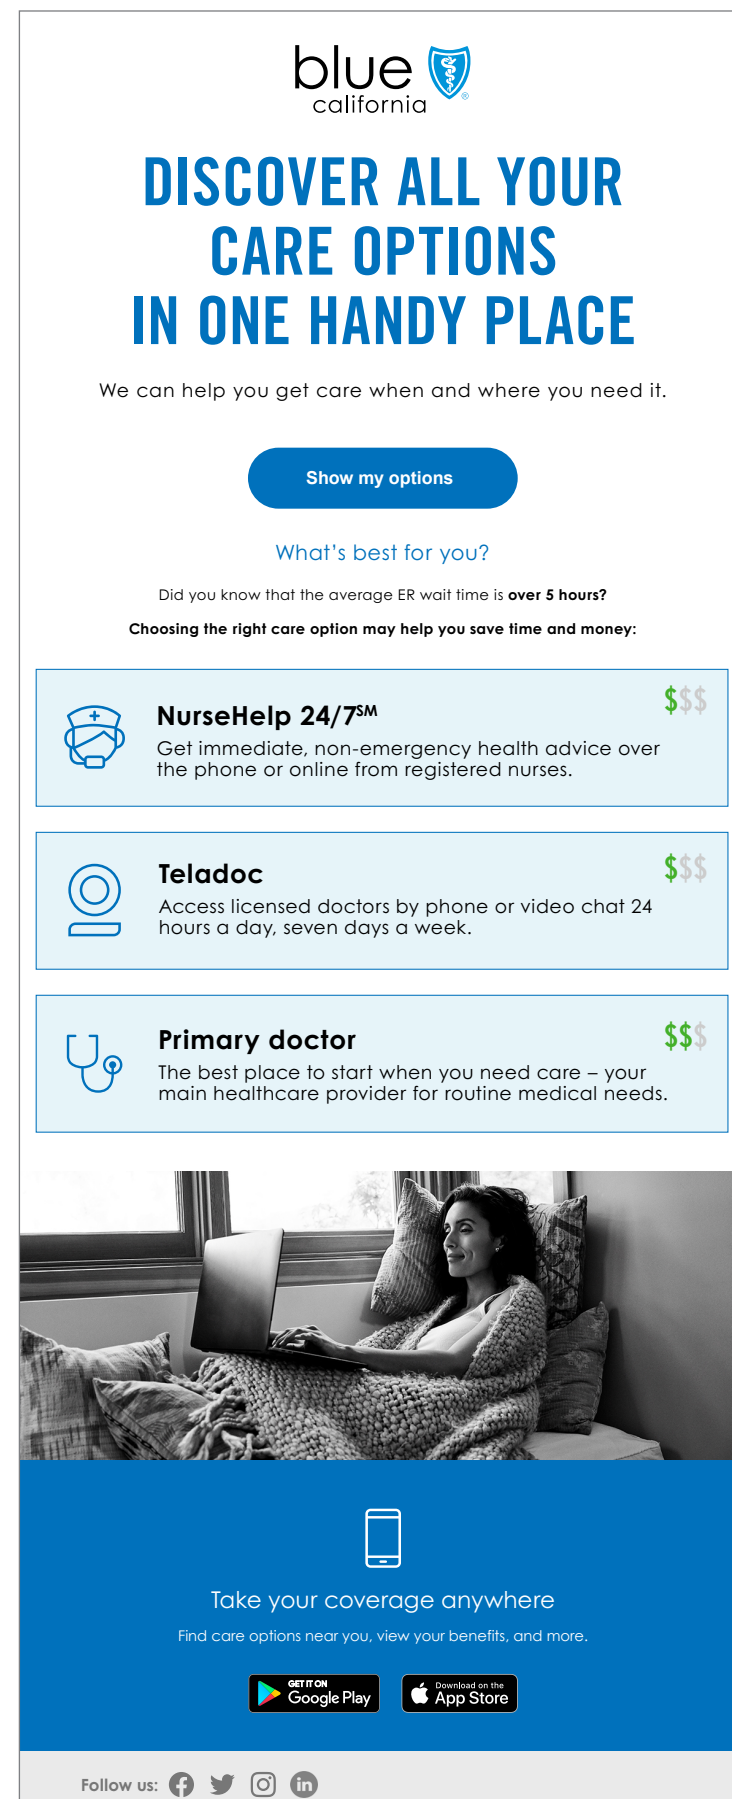 blue
california
DISCOVER ALL YOUR
CARE OPTIONS
IN ONE HANDY PLACE
We can help you get care when and where you need it.
Show my options
What's best for you?
Did you know that the average ER wait time is over 5 hours?
Choosing the right care option may help you save time and money:
$$$
NurseHelp 24/7℠
Get immediate, non-emergency health advice over
the phone or online from registered nurses.
$$$
Teladoc
Access licensed doctors by phone or video chat 24
hours a day, seven days a week.
$$$
Primary doctor
The best place to start when you need care – your
main healthcare provider for routine medical needs.
Take your coverage anywhere
Find care options near you, view your benefits, and more.
GET IT ON
Google Play
Download on the
App Store
Follow us: